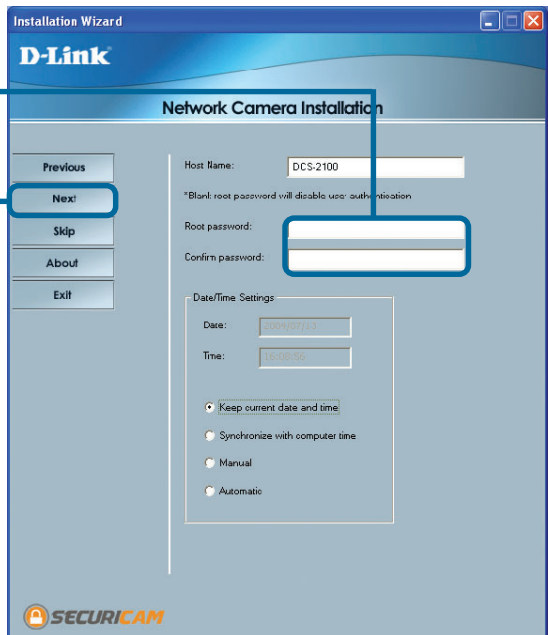 Installation Wizard
D-Link
Network Camera Installation
Previous
Next
Skip
About
Exit
Host Name: DCS-2100
*Blank root password will disable user authentication
Root password:
Confirm password:
Date/Time Settings
Date:
Time:
Keep current date and time
Synchronize with computer time
Manual
Automatic
SECURICAM